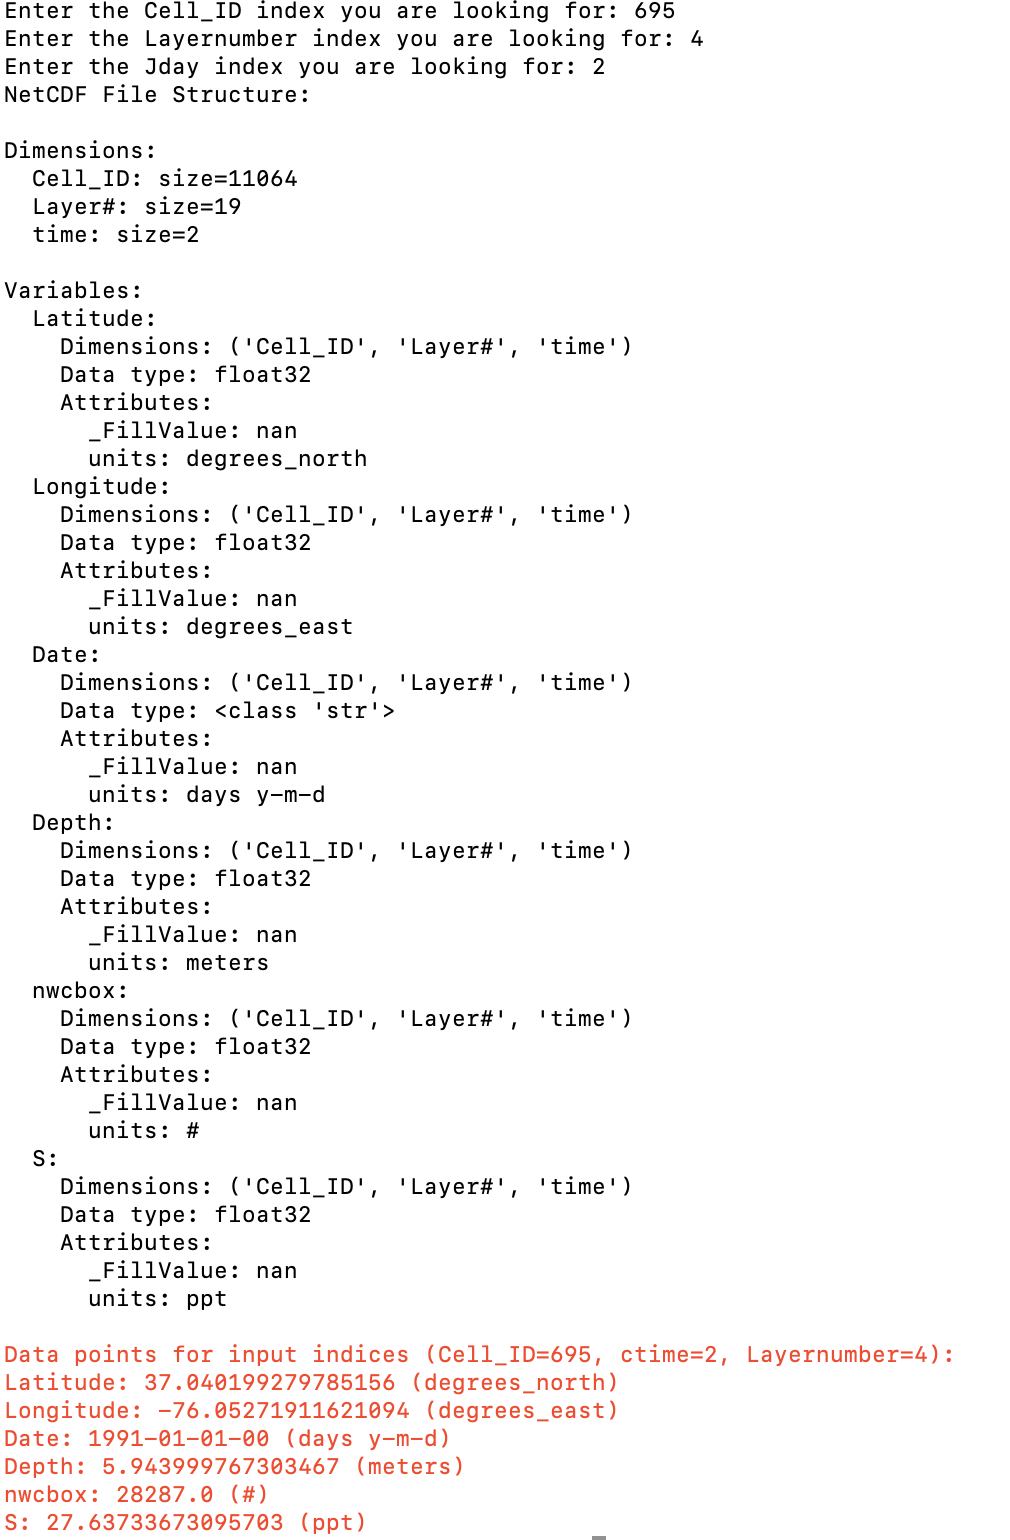 Enter the Cell_ID index you are looking for: 695
Enter the Layernumber index you are looking for: 4
Enter the Jday index you are looking for: 2
NetCDF File Structure:
Dimensions:
Cell_ID: size=11064
Layer#: size=19
time: size=2
Variables:
Latitude:
Dimensions: ('Cell_ID', 'Layer#', 'time')
Data type: float32
Attributes:
_FillValue: nan
units: degrees_north
Longitude:
Dimensions: ('Cell_ID', 'Layer#', 'time')
Data type: float32
Attributes:
_FillValue: nan
units: degrees_east
Date:
Dimensions: ('Cell_ID', 'Layer#', 'time')
Data type: <class 'str'>
Attributes:
_FillValue: nan
units: days y-m-d
Depth:
Dimensions: ('Cell_ID', 'Layer#', 'time')
Data type: float32
Attributes:
_FillValue: nan
units: meters
nwcbox:
Dimensions: ('Cell_ID', 'Layer#', 'time')
Data type: float32
Attributes:
_FillValue: nan
units: #
S:
Dimensions: ('Cell_ID', 'Layer#', 'time')
Data type: float32
Attributes:
_FillValue: nan
units: ppt
Data points for input indices (Cell_ID=695, ctime=2, Layernumber=4):
Latitude: 37.040199279785156 (degrees_north)
Longitude: -76.05271911621094 (degrees_east)
Date: 1991-01-01-00 (days y-m-d)
Depth: 5.943999767303467 (meters)
nwcbox: 28287.0 (#)
S: 27.63733673095703 (ppt)